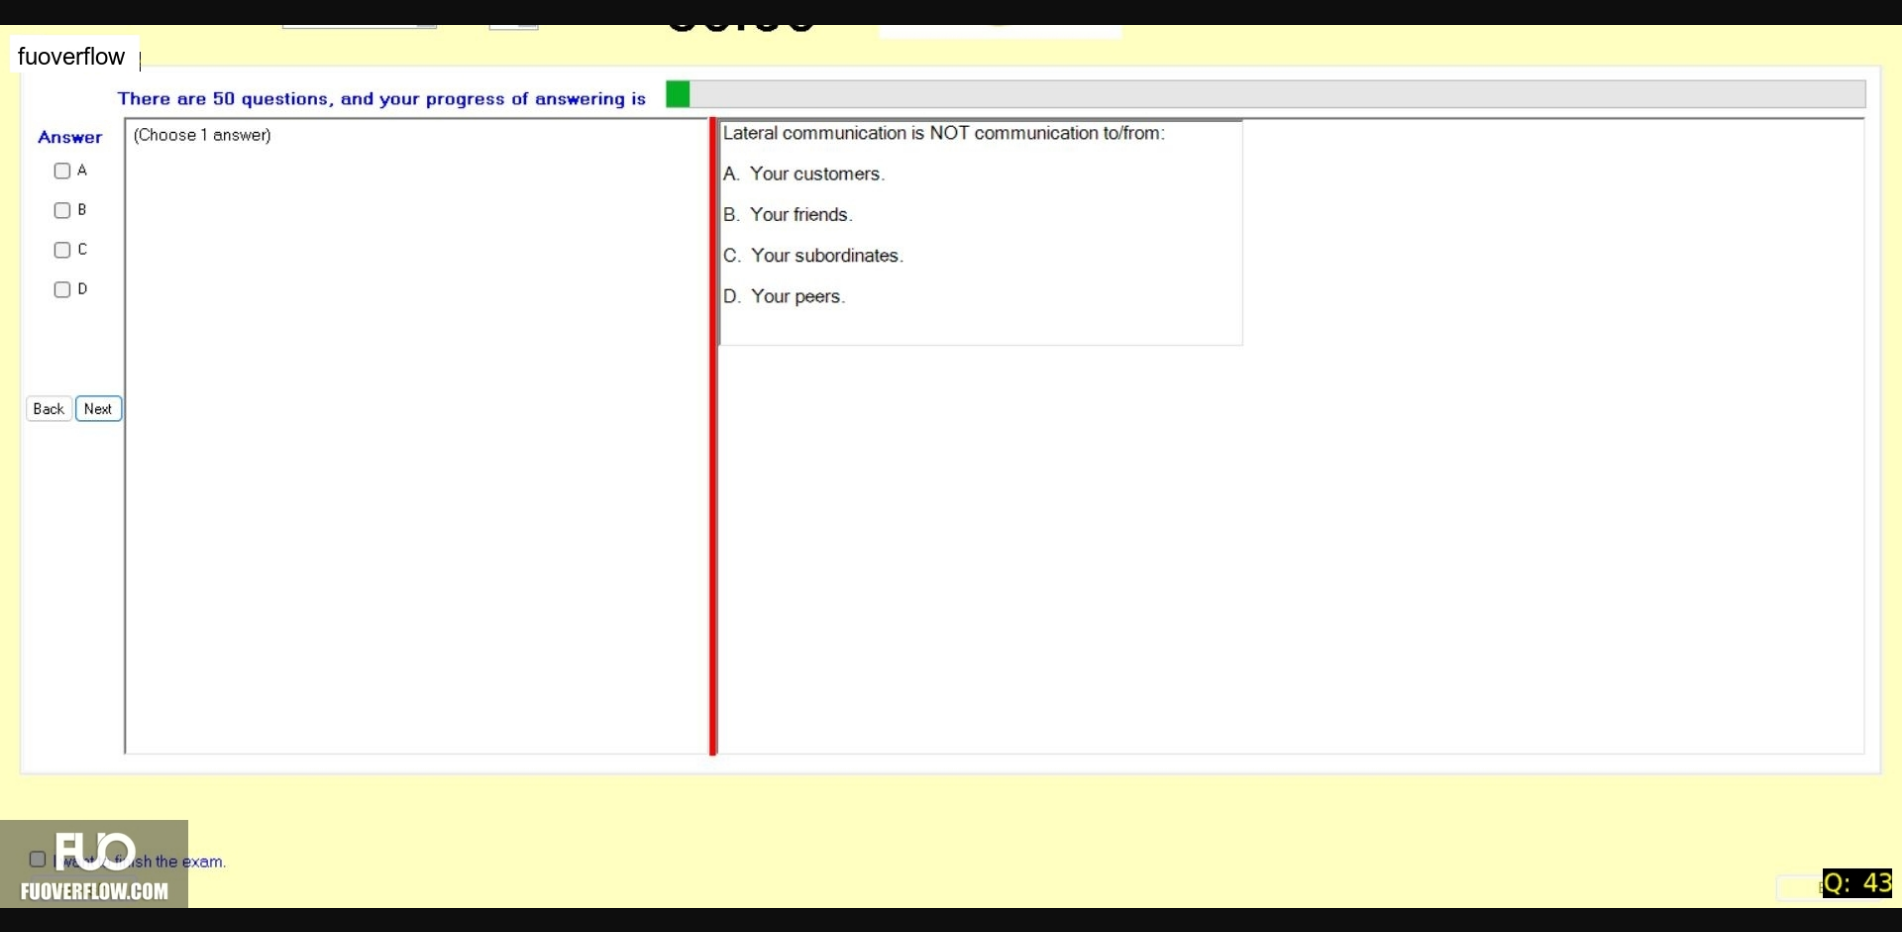 fuoverflow
There are 50 questions, and your progress of answering is
Answer
(Choose 1 answer)
A
B
C
D
Back
Next
Lateral communication is NOT communication to/from:
A. Your customers.
B. Your friends.
C. Your subordinates.
D. Your peers.
FUO
sh the exam.
FUOVERFLOW.COM
Q: 43